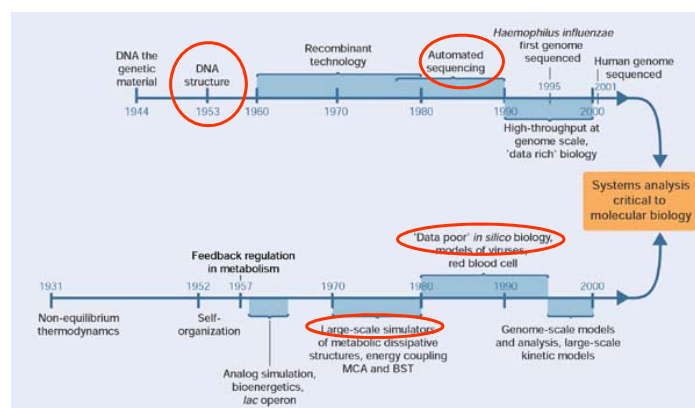 Haemophilus influenzae
first genome
sequenced
DNA the
genetic
material
DNA
structure
Recombinant
technology
Automated
sequencing
Human genome
sequenced
1995
2001
1944
1953
1960
1970
1980
1990
2000
High-throughput at
genome scale,
'data rich' biology
Systems analysis
critical to
molecular biology
'Data poor' in silico biology,
models of viruses,
red blood cell
Feedback regulation
in metabolism
1931
1952
1957
1970
1980
1990
2000
Non-equilibrium
thermodynamcs
Self-
organization
Large-scale simulators
of metabolic dissipative
structures, energy coupling
MCA and BST
Genome-scale models
and analysis, large-scale
kinetic models
Analog simulation,
bioenergetics,
lac operon